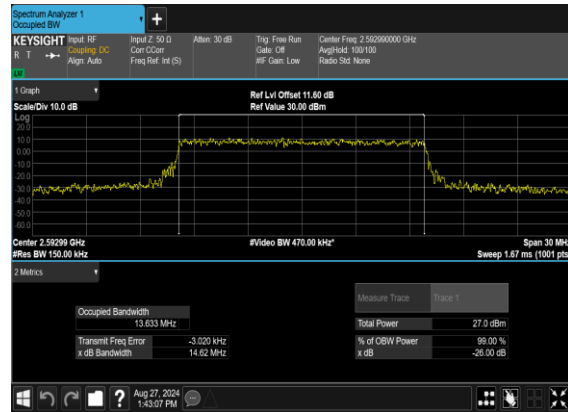 Spectrum Analyzer 1
Occupied BW
+
KEYSIGHT Input: RF Input Z: 50 Ω Atten: 30 dB Trig: Free Run Center Freq: 2.592990000 GHz
R T Coupling: DC Corr CCorr Gate: Off Avg|Hold: 100/100
Align: Auto Freq Ref: Int (S) #IF Gain: Low Radio Std: None
LW
1 Graph Ref Lvl Offset 11.60 dB
Scale/Div 10.0 dB Ref Value 30.00 dBm
Log
20.0
10.0
0.00
-10.0
-20.0
-30.0
-40.0
-50.0
-60.0
Center 2.59299 GHz #Video BW 470.00 kHz* Span 30 MHz
#Res BW 150.00 kHz Sweep 1.67 ms (1001 pts)
2 Metrics
Measure Trace Trace 1
Occupied Bandwidth
13.633 MHz Total Power 27.0 dBm
Transmit Freq Error -3.020 kHz % of OBW Power 99.00 %
x dB Bandwidth 14.62 MHz x dB -26.00 dB
? Aug 27, 2024
1:43:07 PM